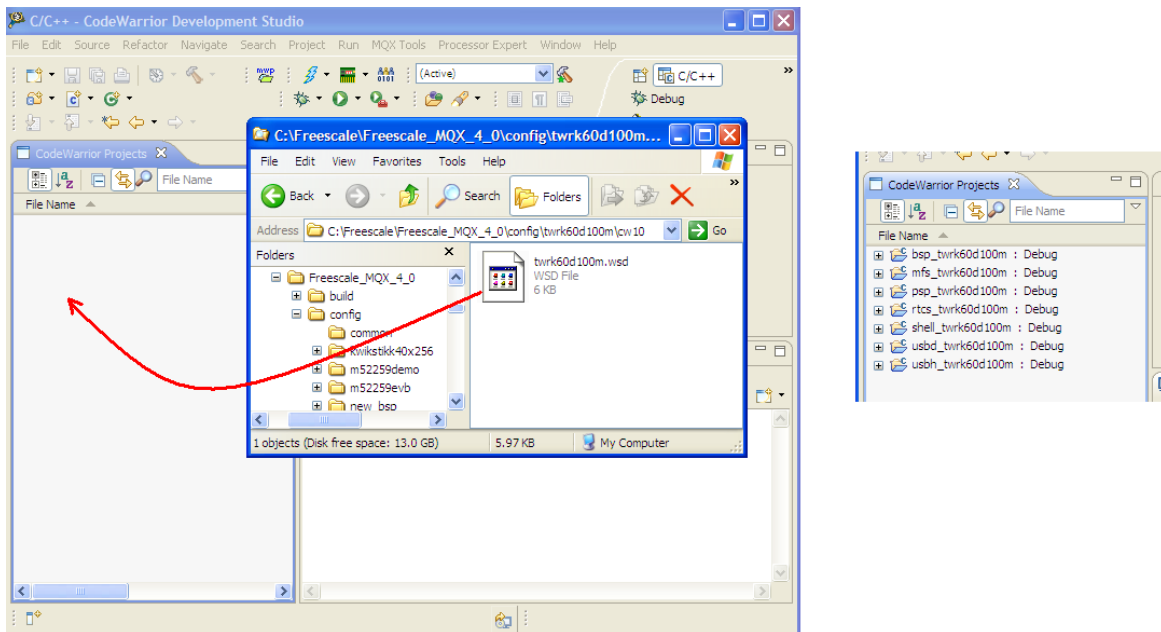 C/C++ - CodeWarrior Development Studio
File Edit Source Refactor Navigate Search Project Run MQX Tools Processor Expert Window Help
(Active)
C/C++
»
Debug
CodeWarrior Projects
File Name
File Name
C:\Freescale\Freescale_MQX_4_0\config\twrk60d100m...
File Edit View Favorites Tools Help
Back Search Folders »
Address C:\Freescale\Freescale_MQX_4_0\config\twrk60d100m\cw10 Go
Folders
Freescale_MQX_4_0
build
config
common
kwikstikk40x256
m52259demo
m52259evb
new_bsp
twrk60d100m.wsd
WSD File
6 KB
1 objects (Disk free space: 13.0 GB) 5.97 KB My Computer
CodeWarrior Projects
File Name
File Name
bsp_twrk60d100m : Debug
mfs_twrk60d100m : Debug
psp_twrk60d100m : Debug
rtcs_twrk60d100m : Debug
shell_twrk60d100m : Debug
usbd_twrk60d100m : Debug
usbh_twrk60d100m : Debug